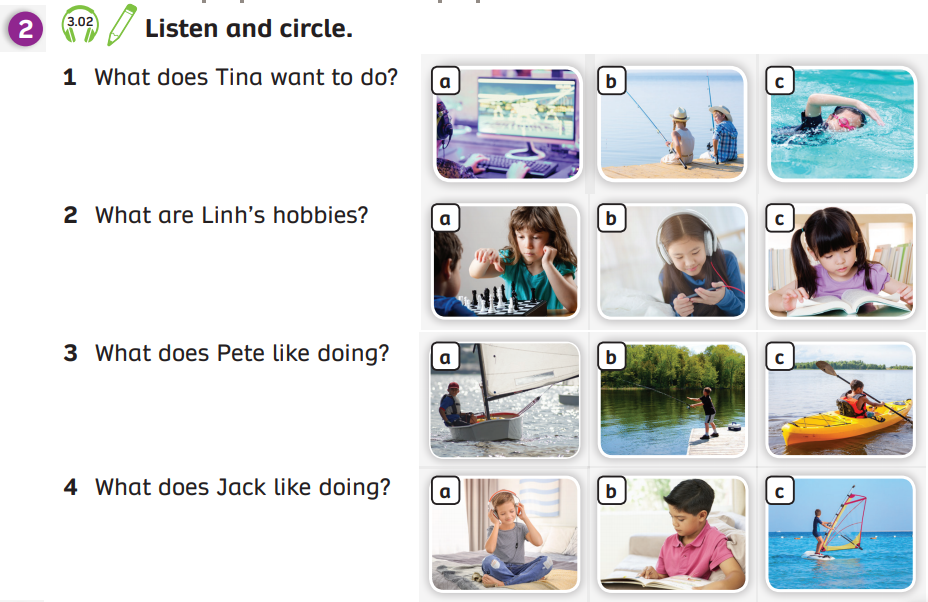 2 3.02 Listen and circle.
1 What does Tina want to do?
a b c
2 What are Linh's hobbies?
a b c
3 What does Pete like doing?
a b c
4 What does Jack like doing?
a b c